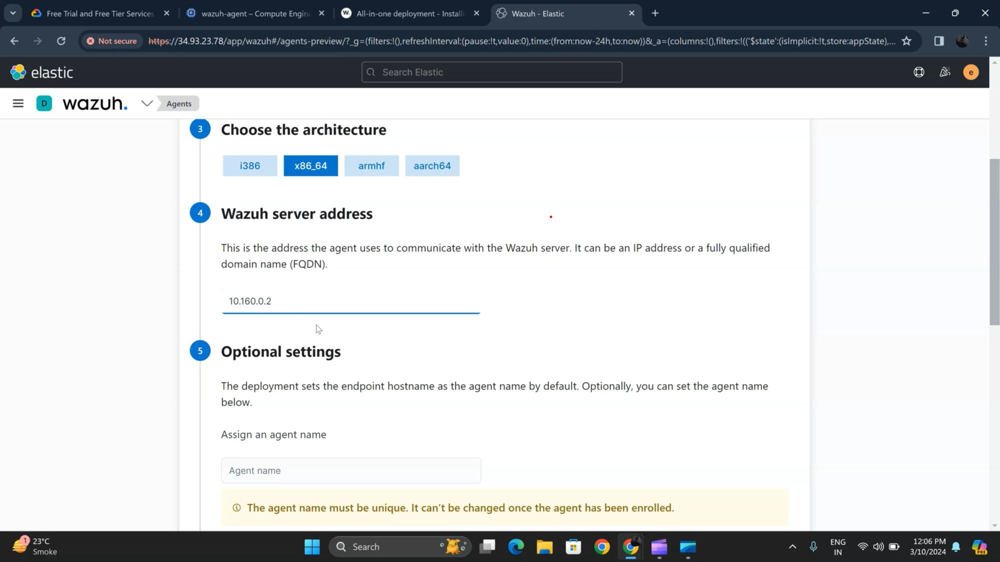 Free Trial and Free Tier Services
wazuh-agent – Compute Engin
All-in-one deployment - Installi
Wazuh - Elastic
Not secure
https://34.93.23.78/app/wazuh#/agents-preview/?_g=(filters:!(),refreshInterval:(pause:!t,value:0),time:(from:now-24h,to:now))&_a=(columns:!(),filters:!(('$state':(isImplicit:!t,store:appState),...
elastic
Search Elastic
e
D
wazuh.
Agents
3
Choose the architecture
i386
x86_64
armhf
aarch64
4
Wazuh server address
This is the address the agent uses to communicate with the Wazuh server. It can be an IP address or a fully qualified
domain name (FQDN).
10.160.0.2
5
Optional settings
The deployment sets the endpoint hostname as the agent name by default. Optionally, you can set the agent name
below.
Assign an agent name
Agent name
The agent name must be unique. It can't be changed once the agent has been enrolled.
1
23°C
Smoke
Search
ENG
IN
12:06 PM
3/10/2024
PRE